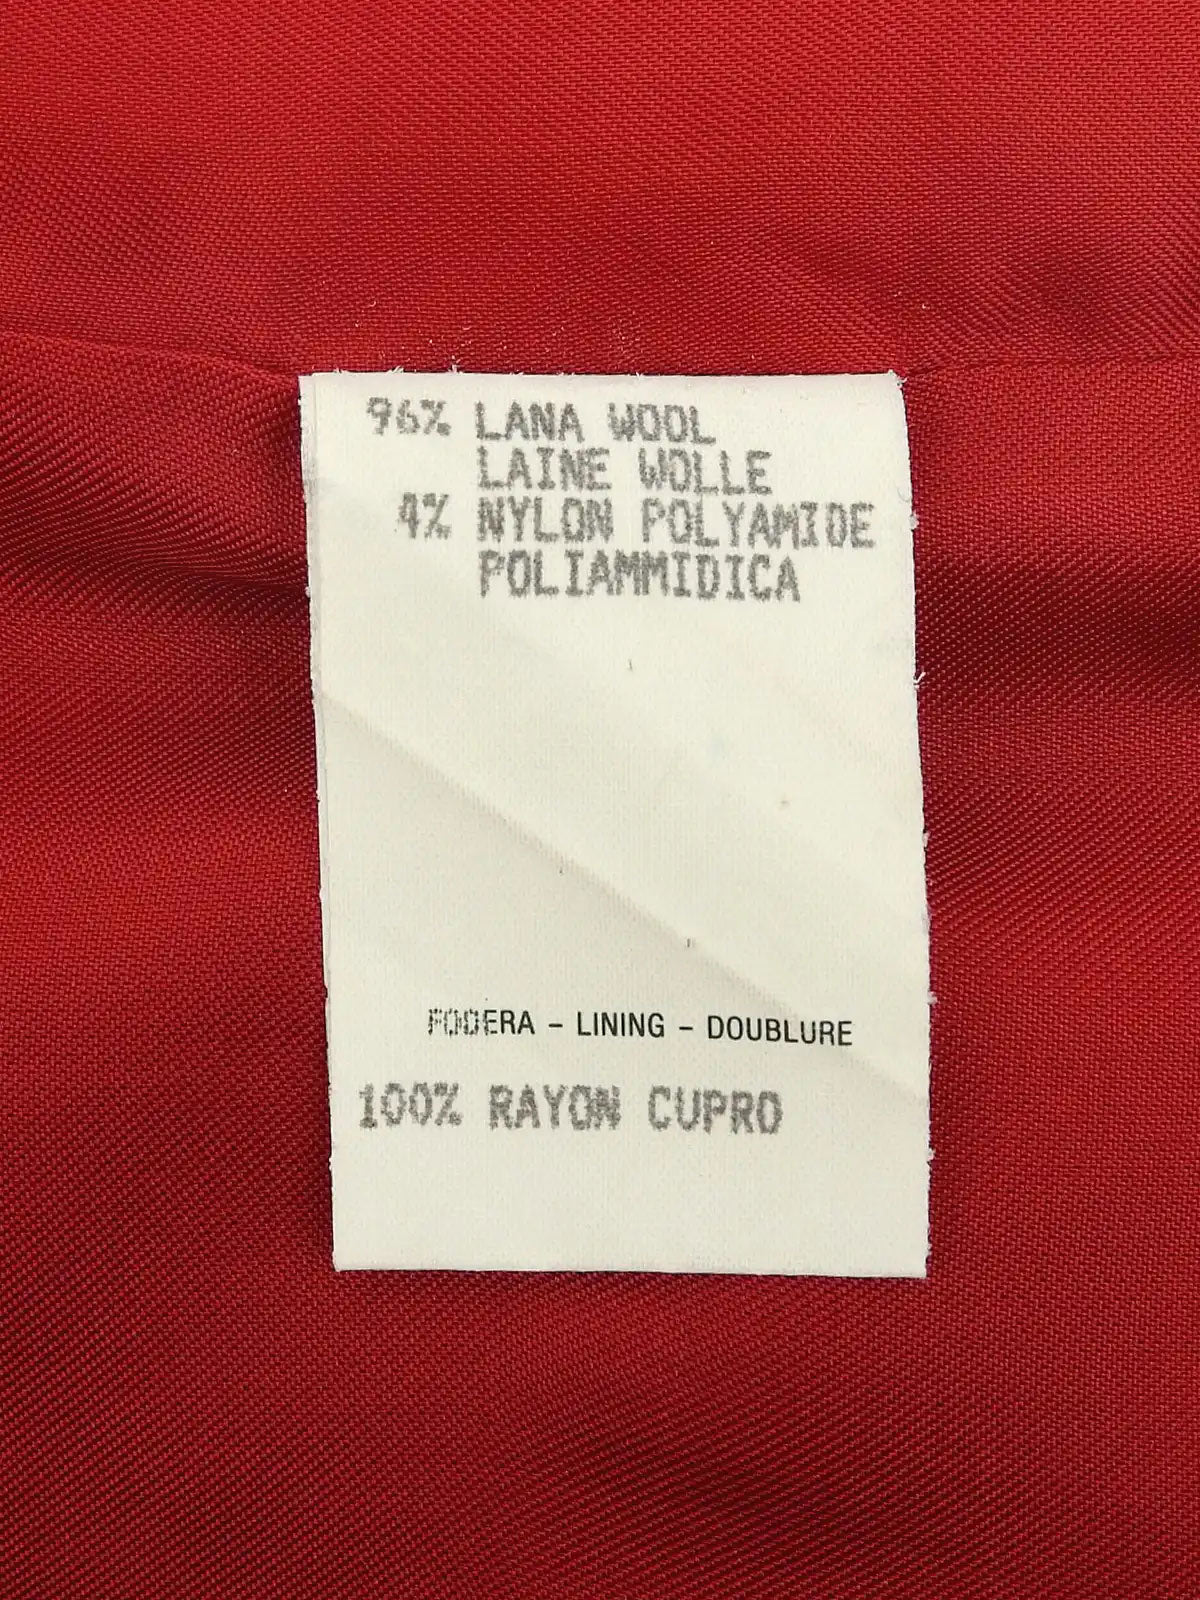 96% LANA WOOL
LAINE WOLLE
4% NYLON POLYAMIDE
POLIAMMIDICA
FODERA - LINING - DOUBLURE
100% RAYON CUPRO